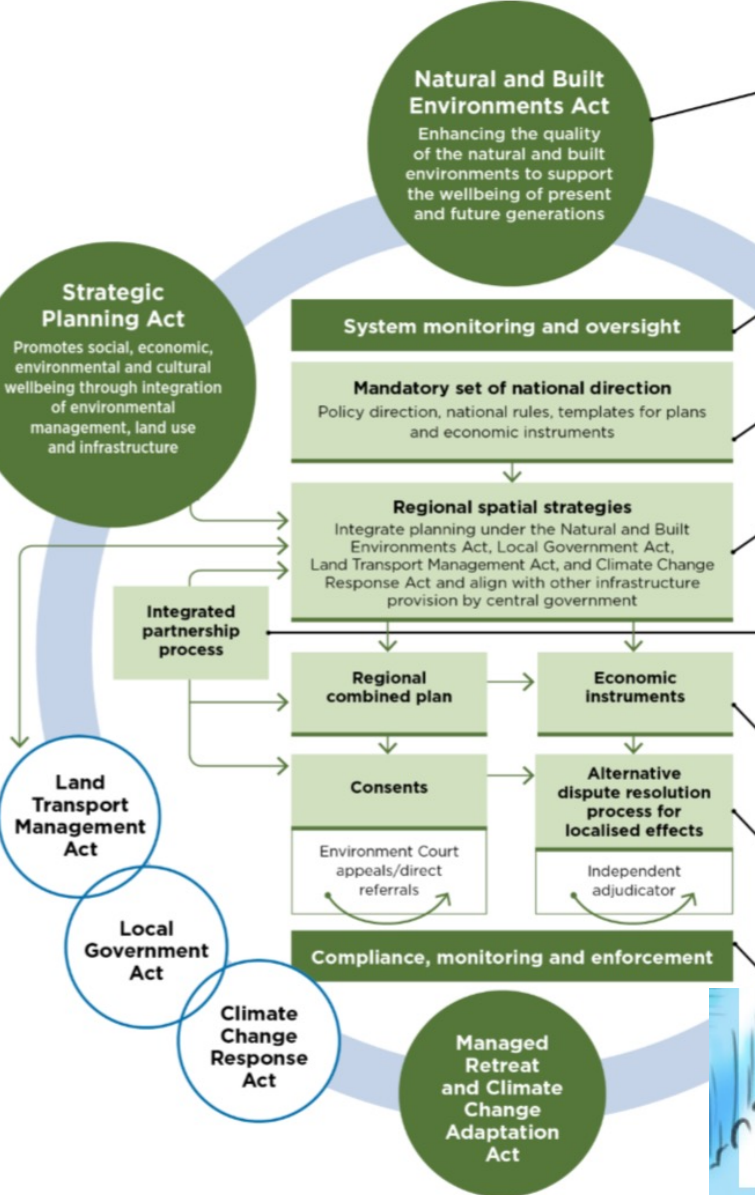 Natural and Built
Environments Act
Enhancing the quality
of the natural and built
environments to support
the wellbeing of present
and future generations
Strategic
Planning Act
Promotes social, economic,
environmental and cultural
wellbeing through integration
of environmental
management, land use
and infrastructure
System monitoring and oversight
Mandatory set of national direction
Policy direction, national rules, templates for plans
and economic instruments
Regional spatial strategies
Integrate planning under the Natural and Built
Environments Act, Local Government Act,
Land Transport Management Act, and Climate Change
Response Act and align with other infrastructure
provision by central government
Integrated
partnership
process
Regional
combined plan
Economic
instruments
Consents
Environment Court
appeals/direct
referrals
Alternative
dispute resolution
process for
localised effects
Independent
adjudicator
Compliance, monitoring and enforcement
Land
Transport
Management
Act
Local
Government
Act
Climate
Change
Response
Act
Managed
Retreat
and Climate
Change
Adaptation
Act